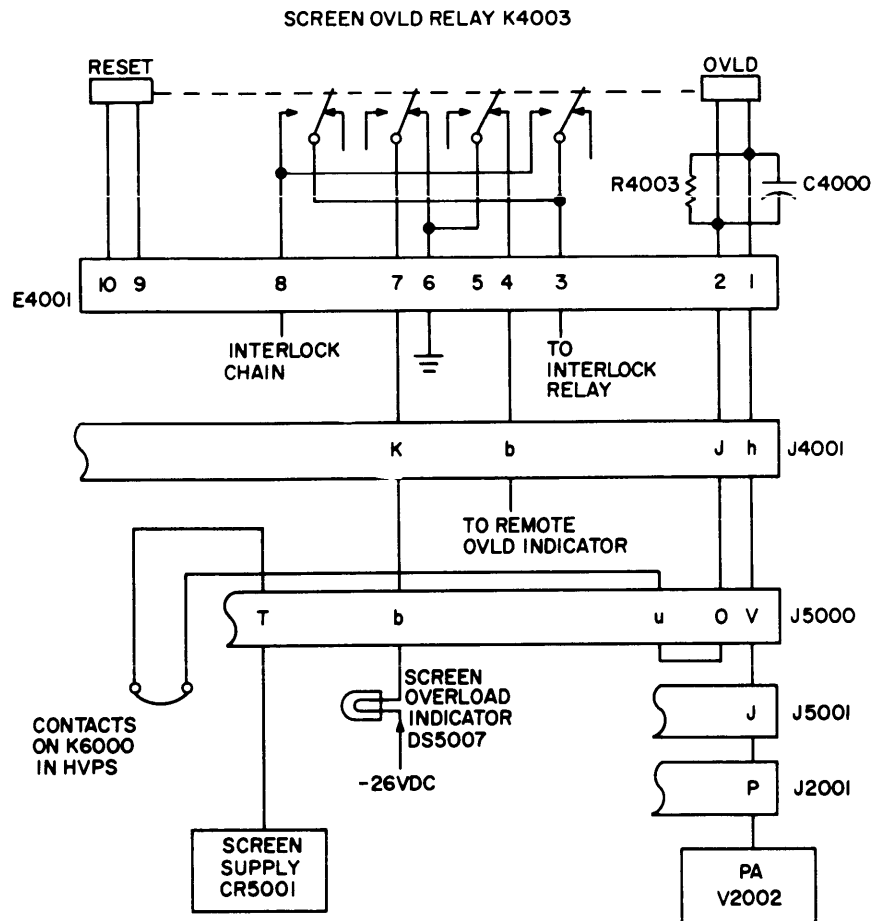 SCREEN OVLD RELAY K4003
RESET
OVLD
R4003
C4000
E4001
10 9 8 7 6 5 4 3 2 1
INTERLOCK
CHAIN
TO
INTERLOCK
RELAY
K b J h
J4001
TO REMOTE
OVLD INDICATOR
T b u O V
J5000
SCREEN
OVERLOAD
INDICATOR
DS5007
-26VDC
CONTACTS
ON K6000
IN HVPS
J
J5001
P
J2001
SCREEN
SUPPLY
CR5001
PA
V2002